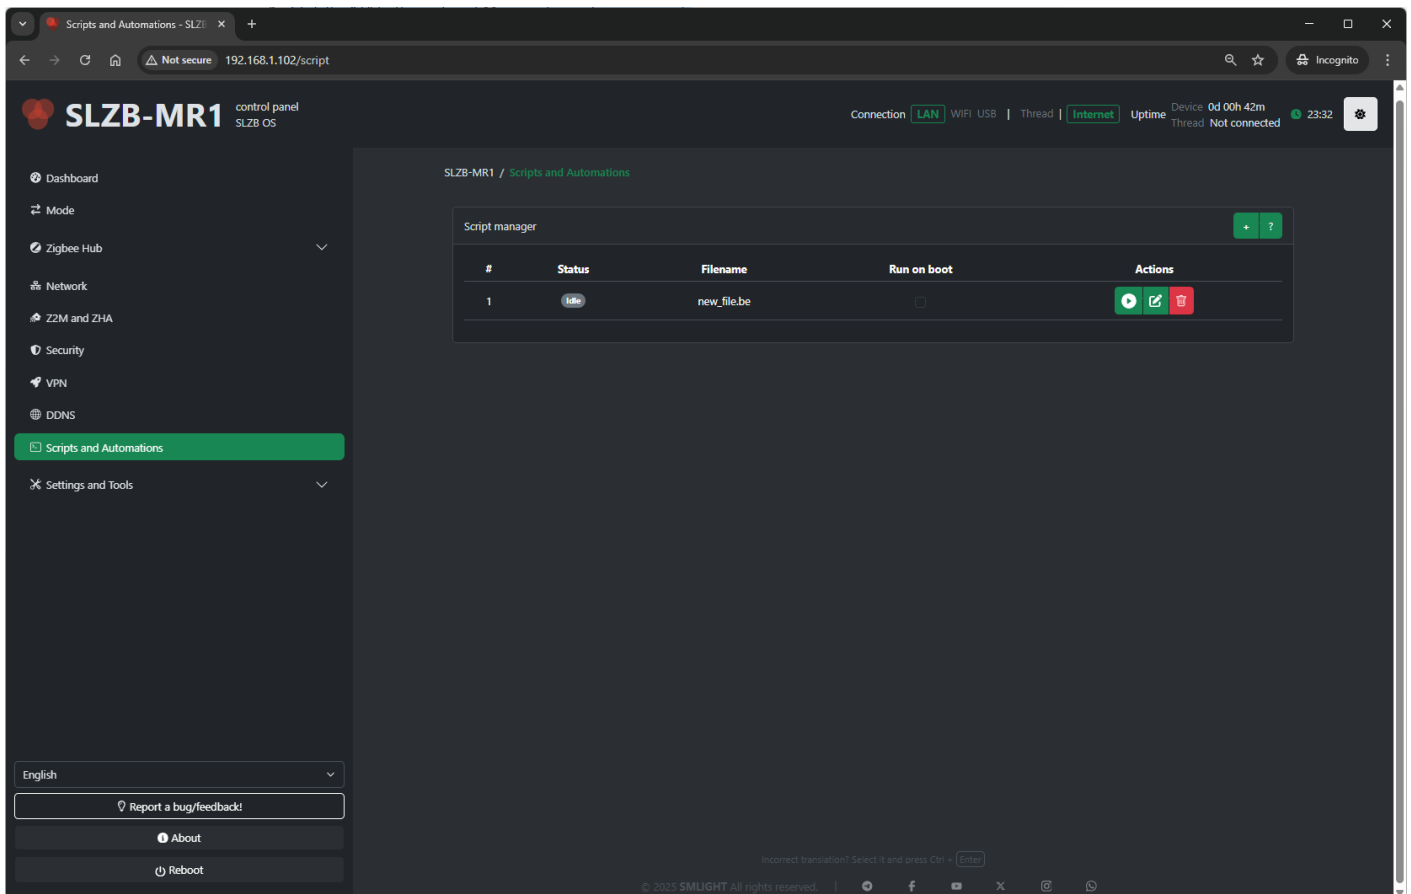 Scripts and Automations - SLZB
Not secure 192.168.1.102/script
Incognito
SLZB-MR1 control panel
SLZB OS
Connection LAN WIFI USB | Thread | Internet Uptime Device 0d 00h 42m
Thread Not connected
23:32
Dashboard
Mode
Zigbee Hub
Network
Z2M and ZHA
Security
VPN
DDNS
Scripts and Automations
Settings and Tools
English
Report a bug/feedback!
About
Reboot
SLZB-MR1 / Scripts and Automations
Script manager
+ ?
# Status Filename Run on boot Actions
1 Idle new_file.be
Incorrect translation? Select it and press Ctrl + Enter
© 2025 SMLIGHT All rights reserved. |